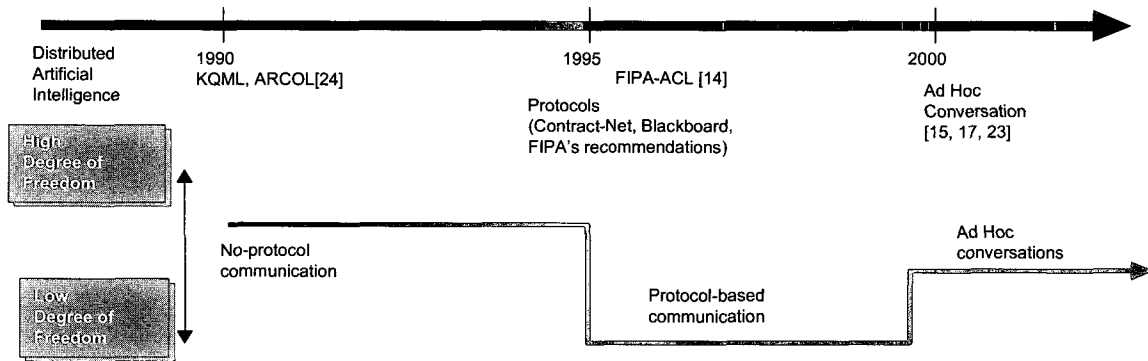 Distributed
Artificial
Intelligence
1990
KQML, ARCOL[24]
1995
FIPA-ACL [14]
Protocols
(Contract-Net, Blackboard,
FIPA's recommendations)
2000
Ad Hoc
Conversation
[15, 17, 23]
High
Degree of
Freedom
No-protocol
communication
Ad Hoc
conversations
Low
Degree of
Freedom
Protocol-based
communication